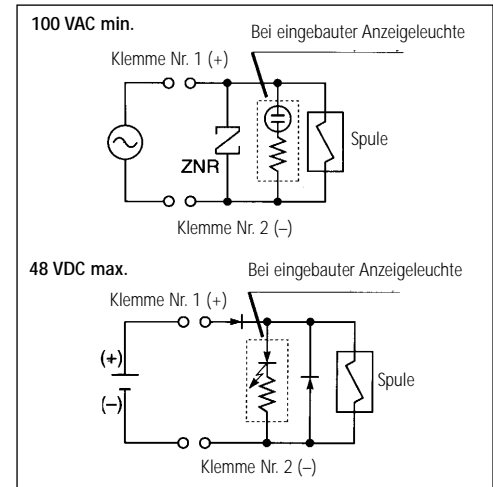 100 VAC min.
Bei eingebauter Anzeigeleuchte
Klemme Nr. 1 (+)
ZNR
Spule
Klemme Nr. 2 (–)
48 VDC max.
Bei eingebauter Anzeigeleuchte
Klemme Nr. 1 (+)
(+)
(–)
Spule
Klemme Nr. 2 (–)